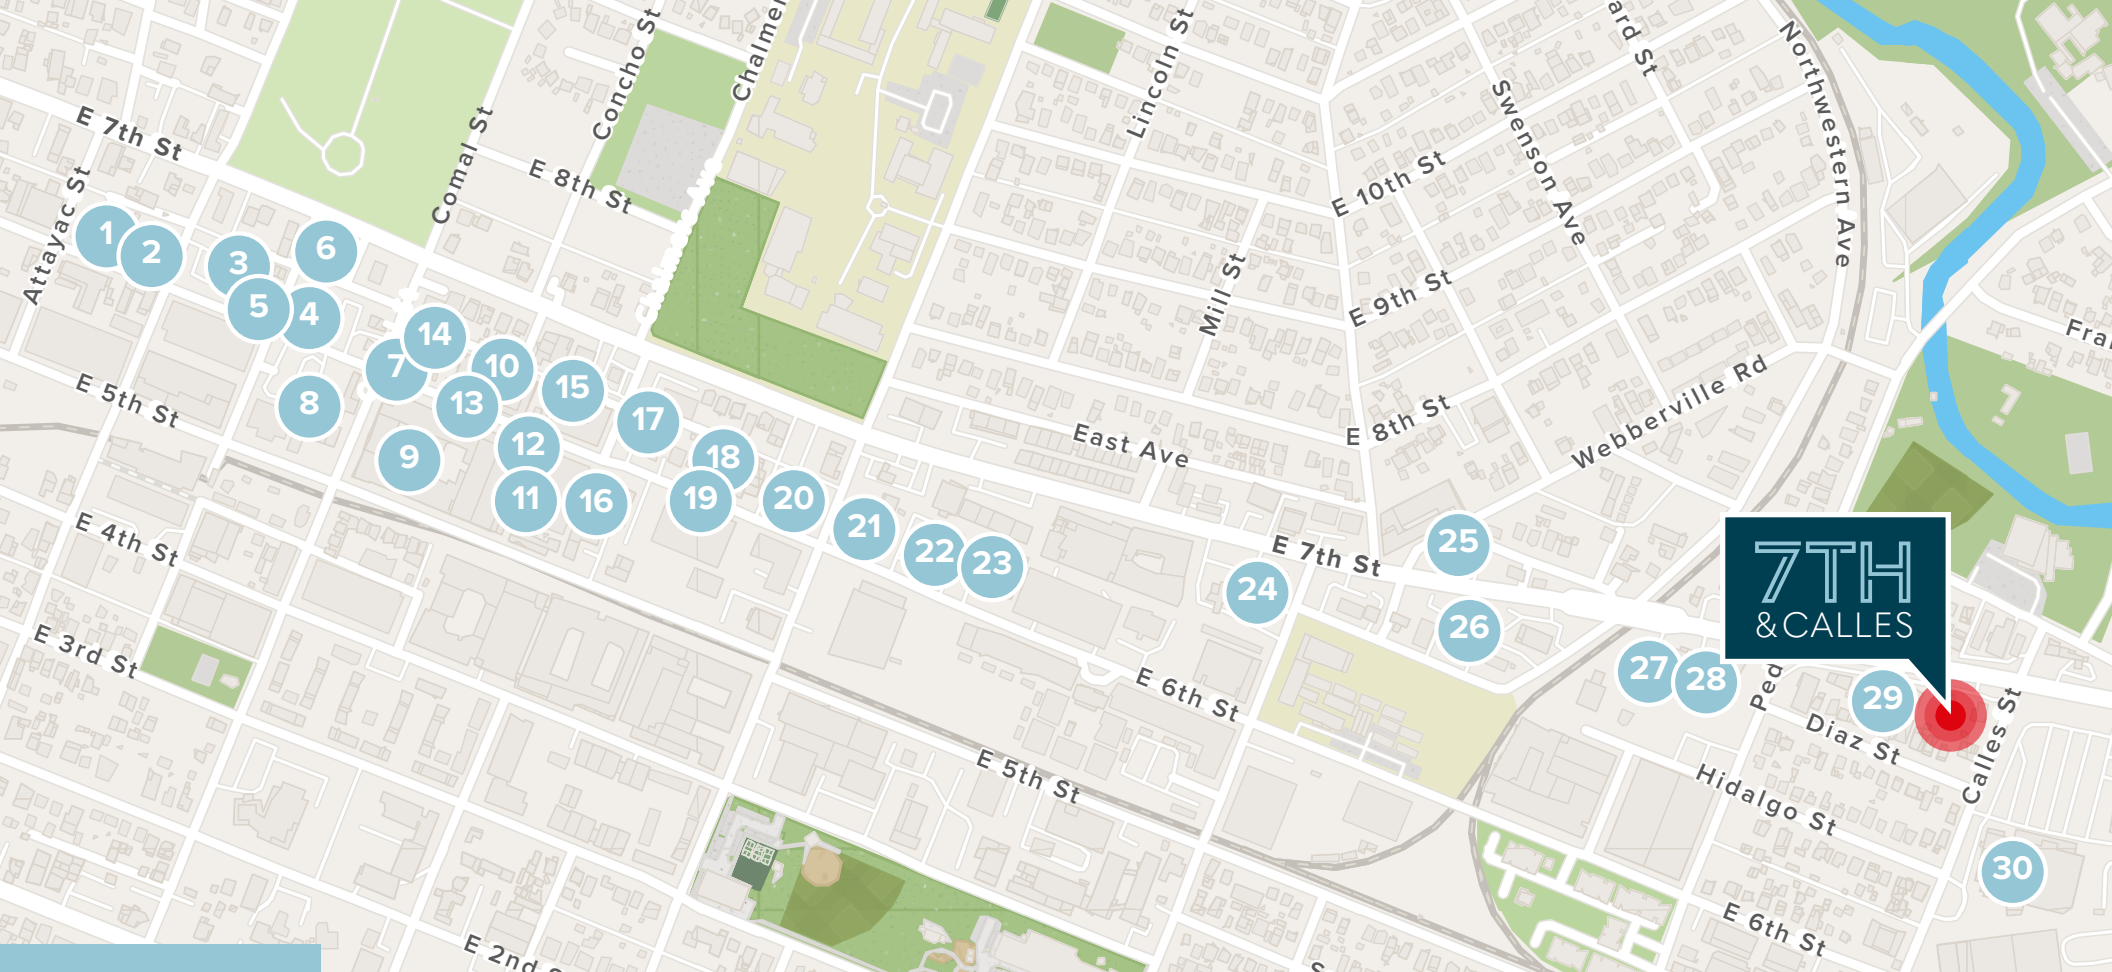 Concho St
Chalmer
Lincoln St
ard St
Northwestern Ave
E 7th St
Comal St
E 8th St
Swenson Ave
E 10th St
Attayac St
1
2
3
6
5
4
Mill St
E 9th St
Fra
14
7
10
15
13
8
E 5th St
17
12
9
18
East Ave
E 8th St
Webberville Rd
11
16
19
20
21
E 4th St
22
23
E 7th St
25
24
26
7TH
&CALLES
E 3rd St
27
28
Ped
29
E 6th St
Diaz St
Calles St
E 5th St
Hidalgo St
30
E 6th St
E 2nd